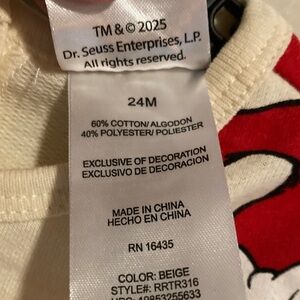 TM & © 2025
Dr. Seuss Enterprises, L.P.
All rights reserved.
24M
60% COTTON/ALGODON
40% POLYESTER/ POLIESTER
EXCLUSIVE OF DECORATION
EXCLUSIVO DE DECORACION
MADE IN CHINA
HECHO EN CHINA
RN 16435
COLOR: BEIGE
STYLE#: RRTR316